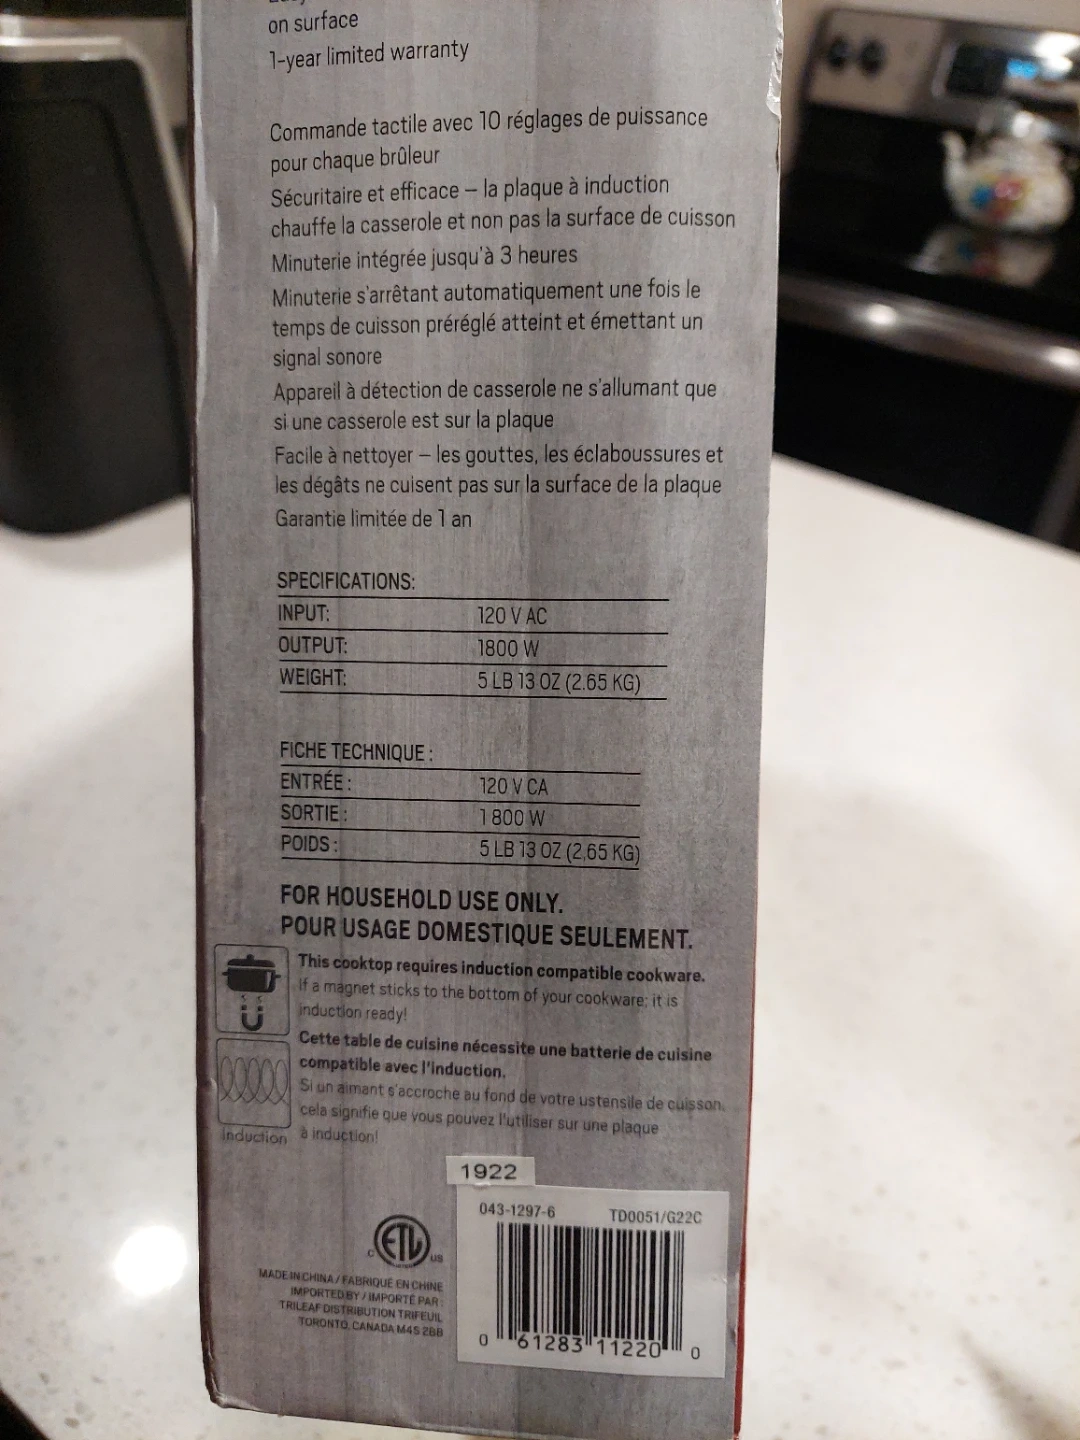 on surface
1-year limited warranty
Commande tactile avec 10 réglages de puissance
pour chaque brûleur
Sécuritaire et efficace – la plaque à induction
chauffe la casserole et non pas la surface de cuisson
Minuterie intégrée jusqu'à 3 heures
Minuterie s'arrêtant automatiquement une fois le
temps de cuisson préréglé atteint et émettant un
signal sonore
Appareil à détection de casserole ne s'allumant que
si une casserole est sur la plaque
Facile à nettoyer – les gouttes, les éclaboussures et
les dégâts ne cuisent pas sur la surface de la plaque
Garantie limitée de 1 an
SPECIFICATIONS:
INPUT: 120 V AC
OUTPUT: 1800 W
WEIGHT: 5 LB 13 OZ (2.65 KG)
FICHE TECHNIQUE :
ENTRÉE : 120 V CA
SORTIE : 1 800 W
POIDS : 5 LB 13 OZ (2,65 KG)
FOR HOUSEHOLD USE ONLY.
POUR USAGE DOMESTIQUE SEULEMENT.
This cooktop requires induction compatible cookware.
If a magnet sticks to the bottom of your cookware; it is
induction ready!
Cette table de cuisine nécessite une batterie de cuisine
compatible avec l'induction.
Si un aimant s'accroche au fond de votre ustensile de cuisson,
cela signifie que vous pouvez l'utiliser sur une plaque
à induction!
Induction
1922
043-1297-6 TD0051/G22C
C ETL US
MADE IN CHINA / FABRIQUÉ EN CHINE
IMPORTED BY / IMPORTÉ PAR
TRILEAF DISTRIBUTION TRIFEUIL
TORONTO, CANADA M4S 2B8
0 61283 11220 0